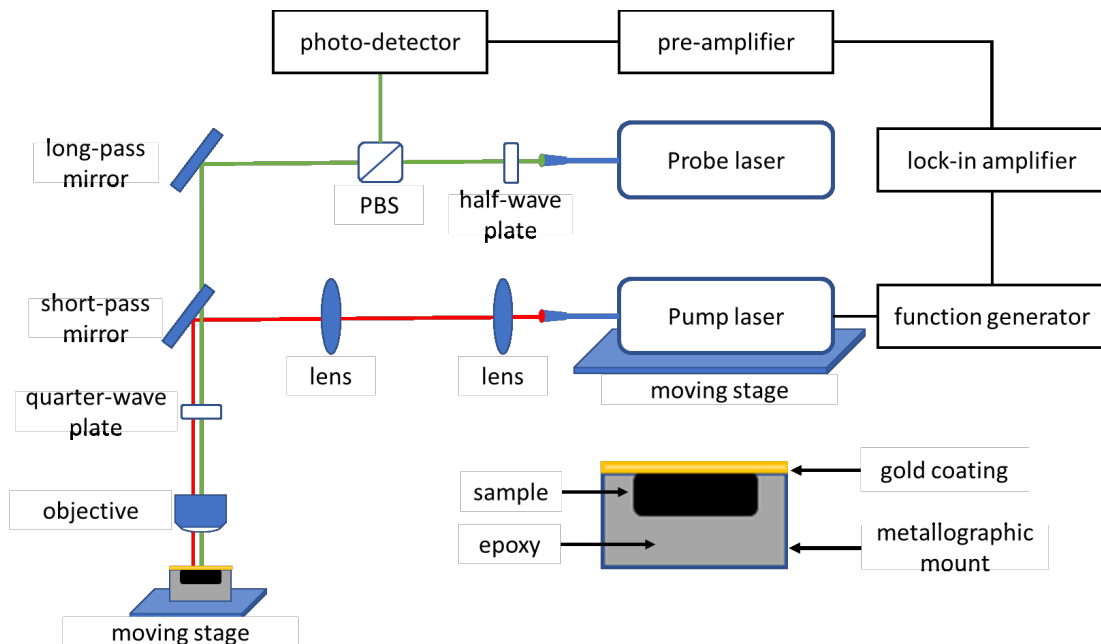 photo-detector
pre-amplifier
long-pass
mirror
PBS
half-wave
plate
Probe laser
lock-in amplifier
short-pass
mirror
lens
lens
Pump laser
function generator
moving stage
quarter-wave
plate
objective
moving stage
sample
epoxy
gold coating
metallographic
mount